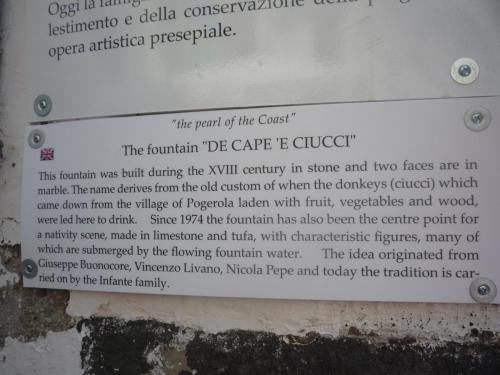 Oggi la
lestimento e della conservazione della
opera artistica presepiale.
"the pearl of the Coast"
The fountain "DE CAPE 'E CIUCCI"
This fountain was built during the XVIII century in stone and two faces are in
marble. The name derives from the old custom of when the donkeys (ciucci) which
came down from the village of Pogerola laden with fruit, vegetables and wood,
were led here to drink. Since 1974 the fountain has also been the centre point for
a nativity scene, made in limestone and tufa, with characteristic figures, many of
which are submerged by the flowing fountain water. The idea originated from
Giuseppe Buonocore, Vincenzo Livano, Nicola Pepe and today the tradition is car-
ried on by the Infante family.